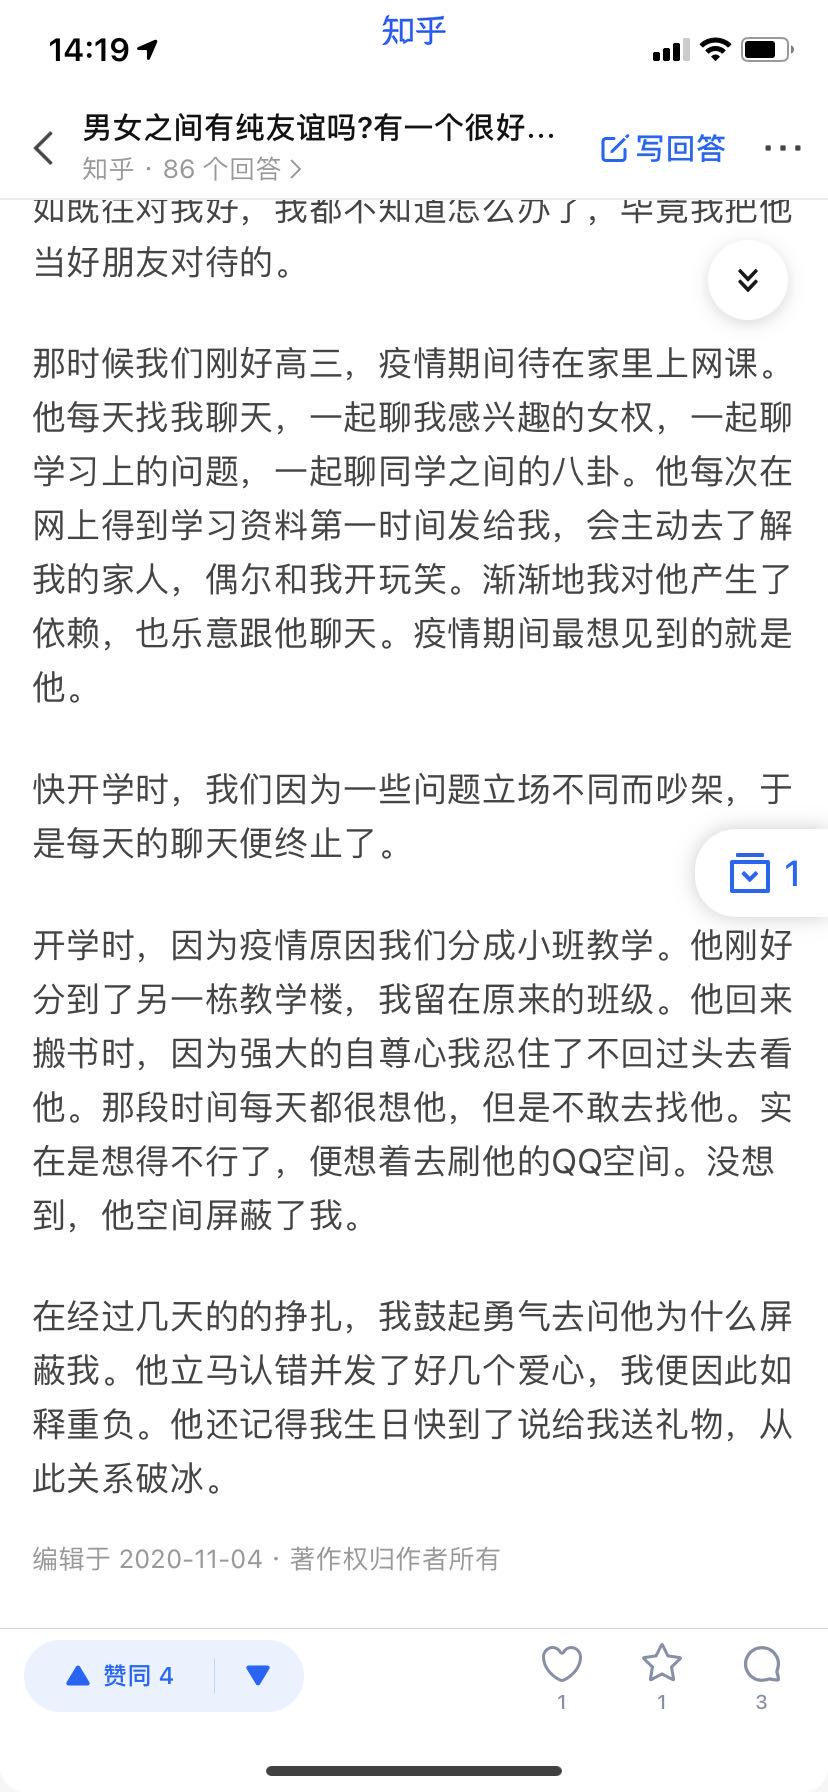 知乎
14:19
男女之间有纯友谊吗?有一个很好...
知乎 · 86 个回答
写回答
如既往对我好，我都不知道怎么办了，毕竟我把他
当好朋友对待的。
那时候我们刚好高三，疫情期间待在家里上网课。
他每天找我聊天，一起聊我感兴趣的女权，一起聊
学习上的问题，一起聊同学之间的八卦。他每次在
网上得到学习资料第一时间发给我，会主动去了解
我的家人，偶尔和我开玩笑。渐渐地我对他产生了
依赖，也乐意跟他聊天。疫情期间最想见到的就是
他。
快开学时，我们因为一些问题立场不同而吵架，于
是每天的聊天便终止了。
1
开学时，因为疫情原因我们分成小班教学。他刚好
分到了另一栋教学楼，我留在原来的班级。他回来
搬书时，因为强大的自尊心我忍住了不回过头去看
他。那段时间每天都很想他，但是不敢去找他。实
在是想得不行了，便想着去刷他的QQ空间。没想
到，他空间屏蔽了我。
在经过几天的的挣扎，我鼓起勇气去问他为什么屏
蔽我。他立马认错并发了好几个爱心，我便因此如
释重负。他还记得我生日快到了说给我送礼物，从
此关系破冰。
编辑于 2020-11-04 · 著作权归作者所有
赞同 4
1
1
3